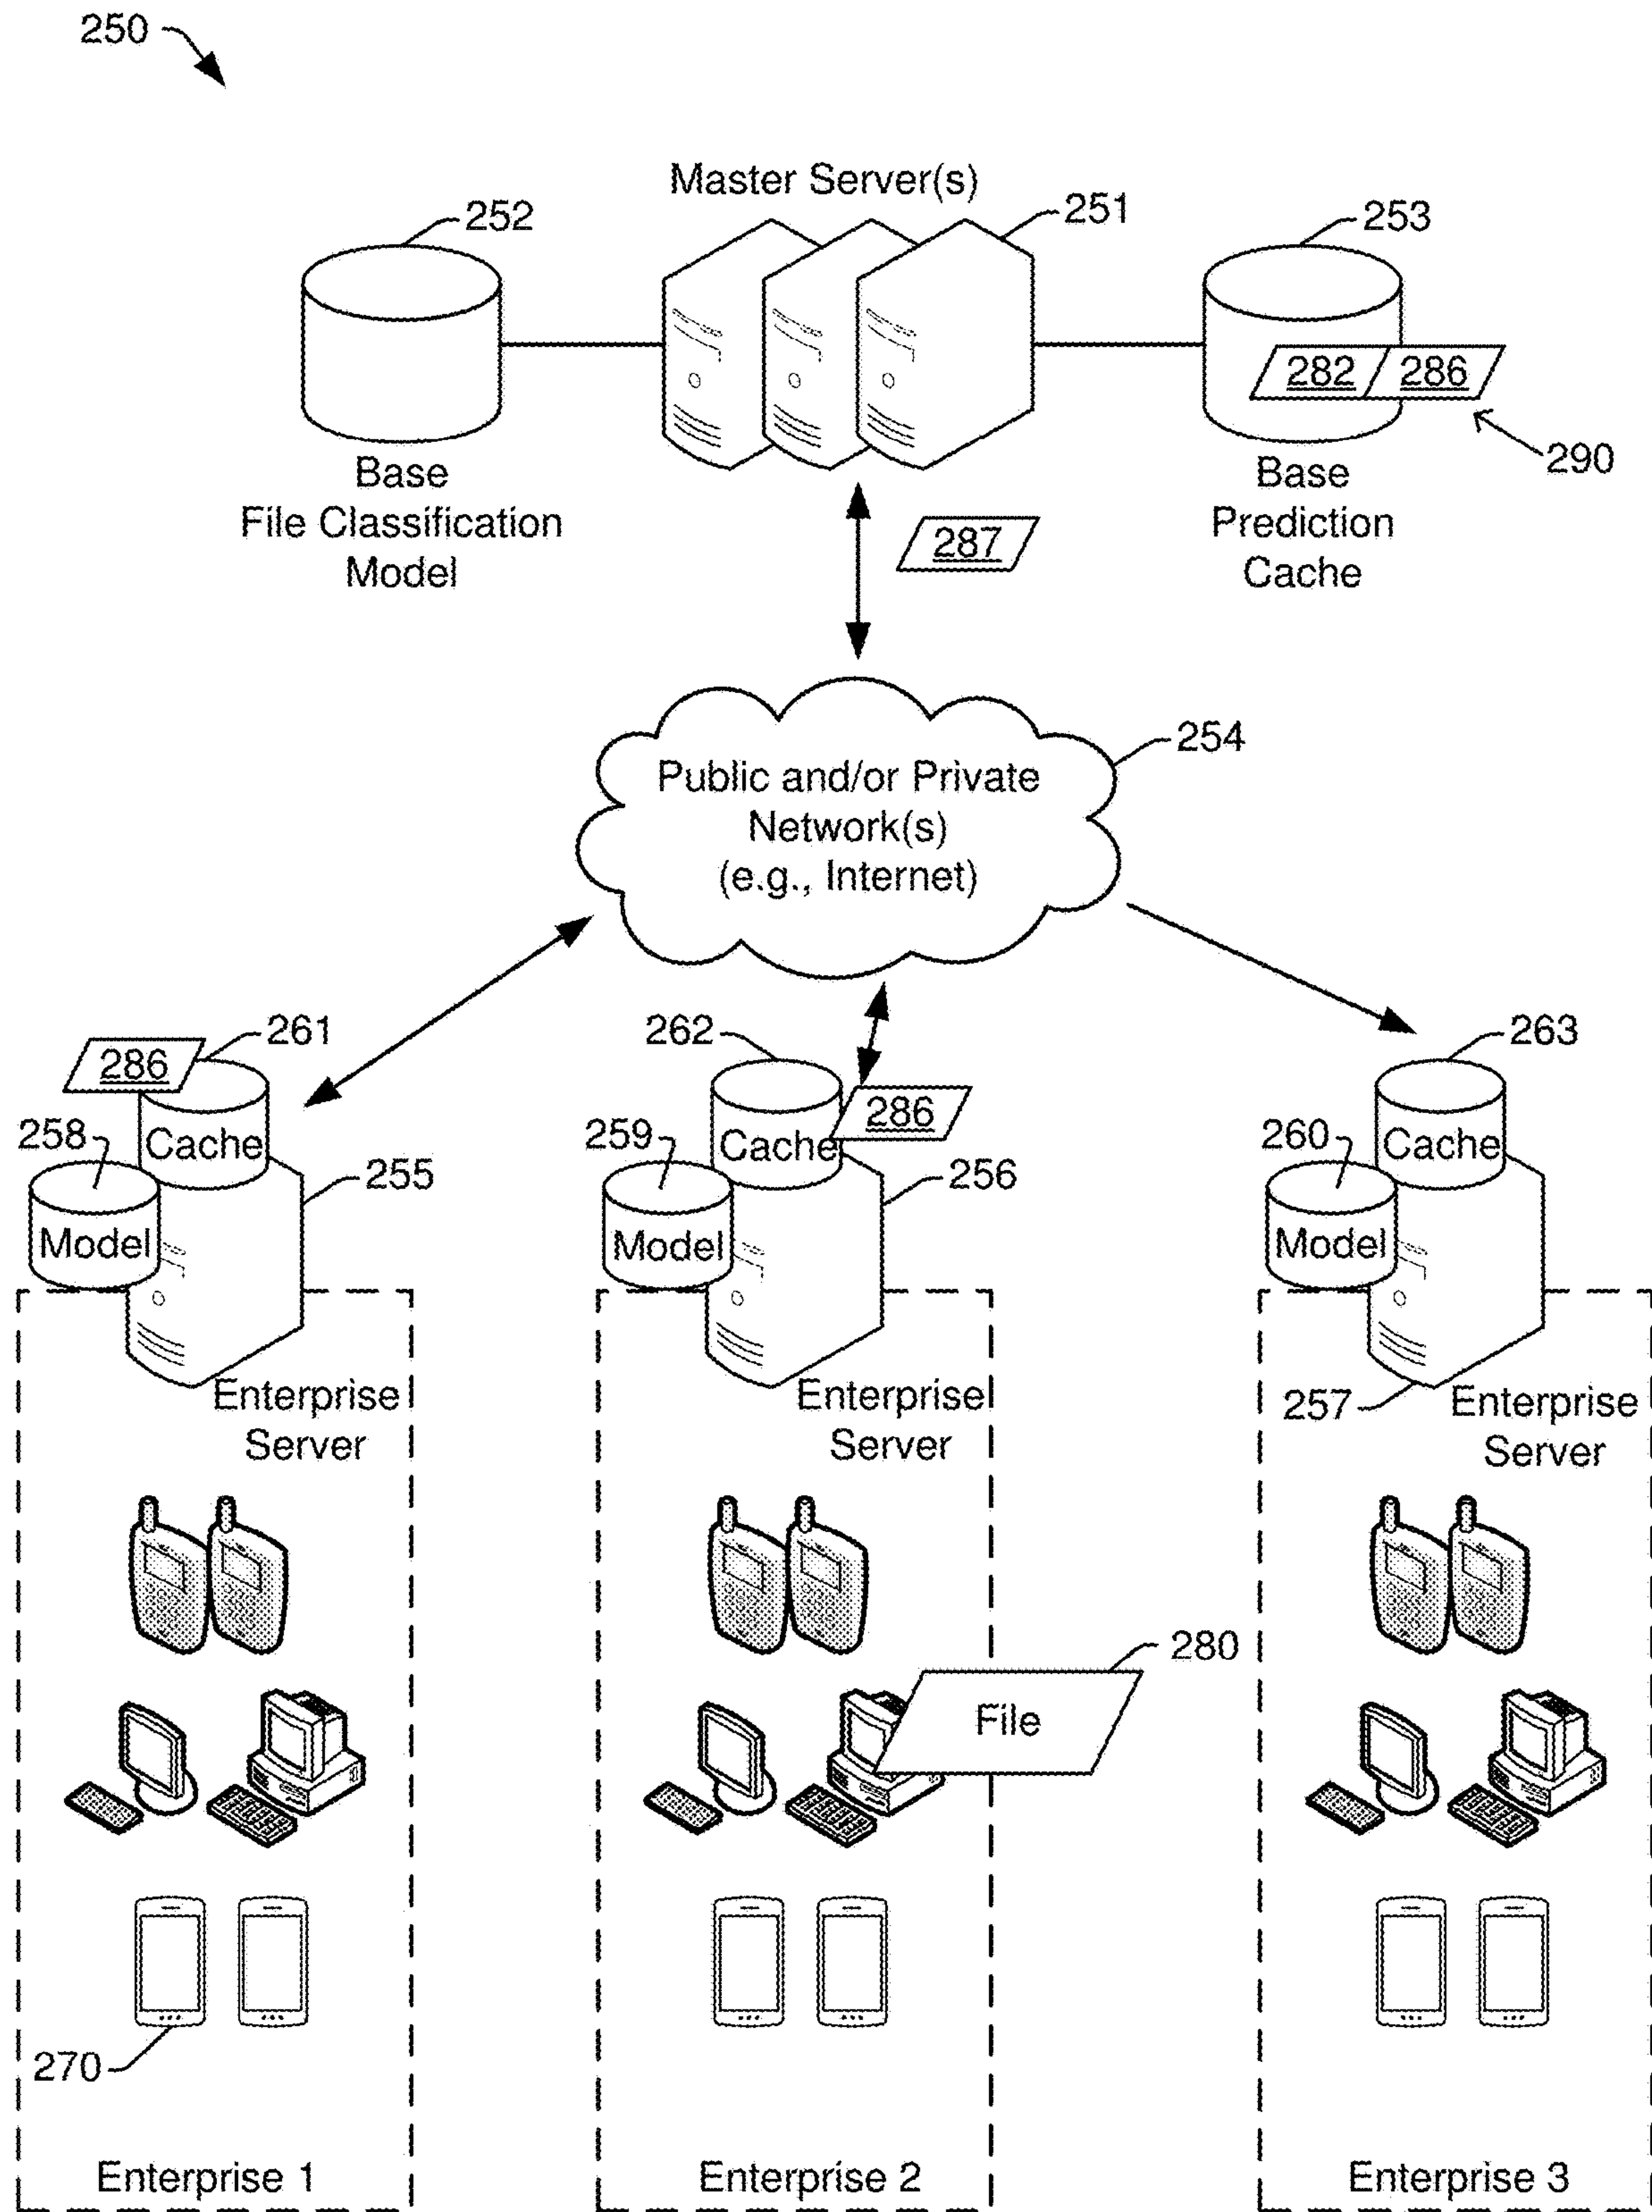 250
Master Server(s)
252
251
253
282
286
290
Base
File Classification
Model
Base
Prediction
Cache
287
254
Public and/or Private
Network(s)
(e.g., Internet)
261
262
263
286
286
258
Cache
259
Cache
260
Cache
255
256
Model
Model
Model
257
Enterprise
Server
Enterprise
Server
Enterprise
Server
280
File
270
Enterprise 1
Enterprise 2
Enterprise 3